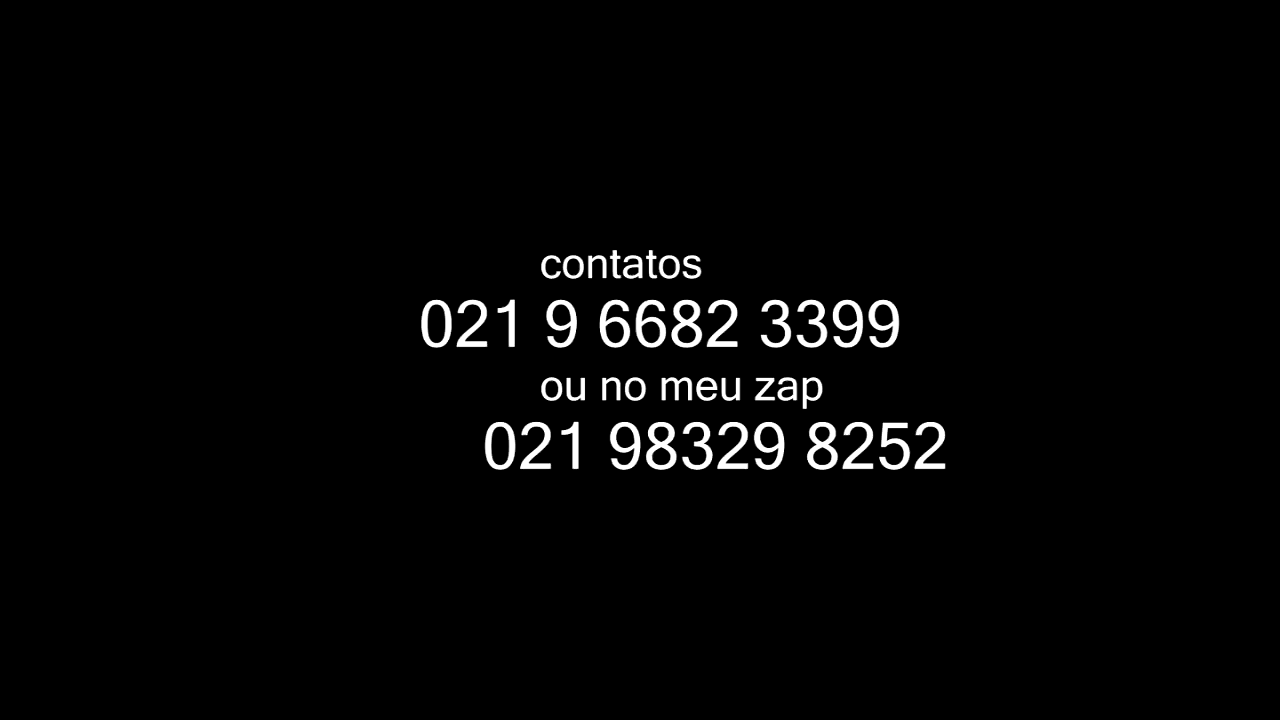 contatos
021 9 6682 3399
ou no meu zap
021 98329 8252